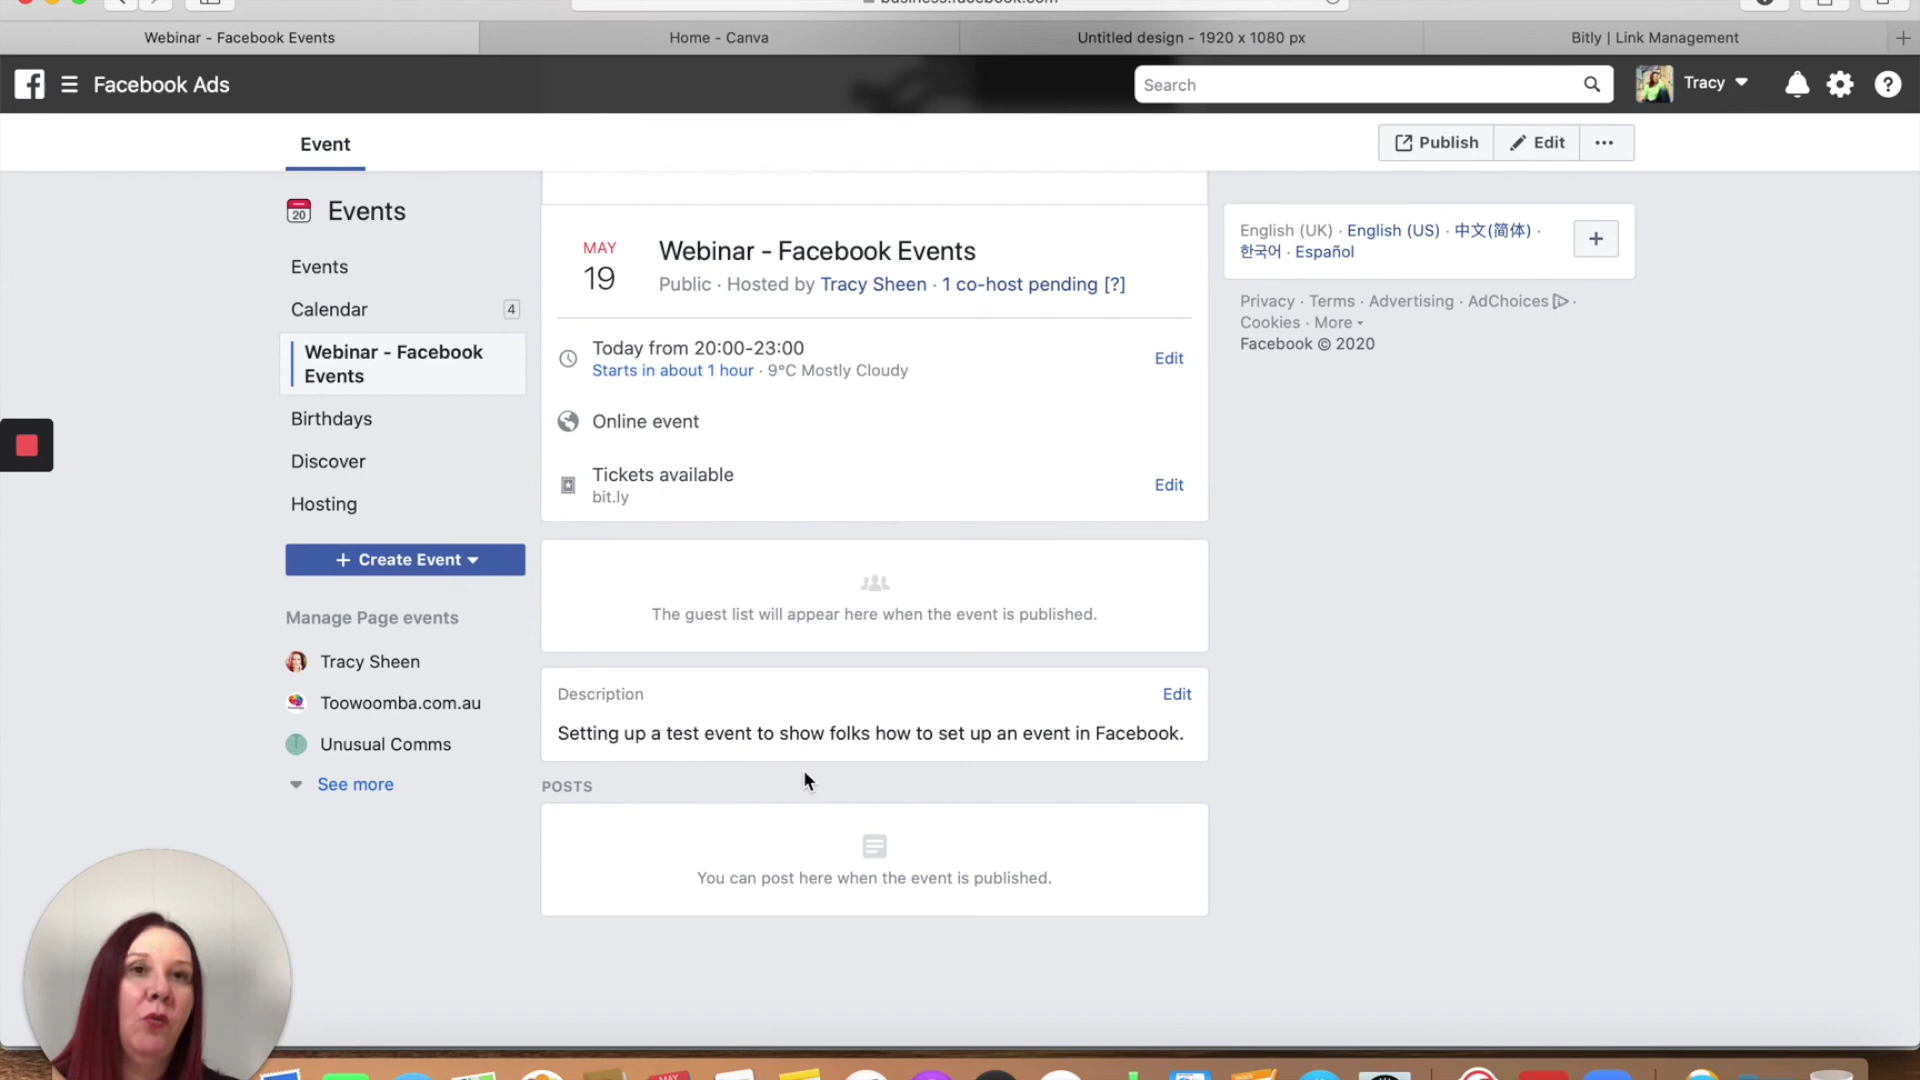 business.facebook.com
Webinar - Facebook Events
Home - Canva
Untitled design - 1920 x 1080 px
Bitly | Link Management
Facebook Ads
Search
Tracy
Event
Publish
Edit
20
Events
Events
Calendar
4
Webinar - Facebook
Events
Birthdays
Discover
Hosting
+ Create Event
Manage Page events
Tracy Sheen
Toowoomba.com.au
Unusual Comms
See more
MAY
19
Webinar - Facebook Events
Public · Hosted by Tracy Sheen · 1 co-host pending [?]
Today from 20:00-23:00
Starts in about 1 hour · 9°C Mostly Cloudy
Edit
Online event
Tickets available
bit.ly
Edit
The guest list will appear here when the event is published.
Description
Edit
Setting up a test event to show folks how to set up an event in Facebook.
POSTS
You can post here when the event is published.
English (UK) · English (US) · 中文(简体) ·
한국어 · Español
Privacy · Terms · Advertising · AdChoices ·
Cookies · More
Facebook © 2020
MAY